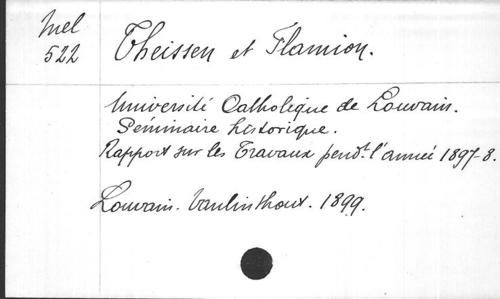 Mel
522
Theissen et Flamion.
Université Catholique de Louvain.
Séminaire historique.
Rapport sur les Travaux pendt. l'année 1897-8.
Louvain. Vanlinthout. 1899.